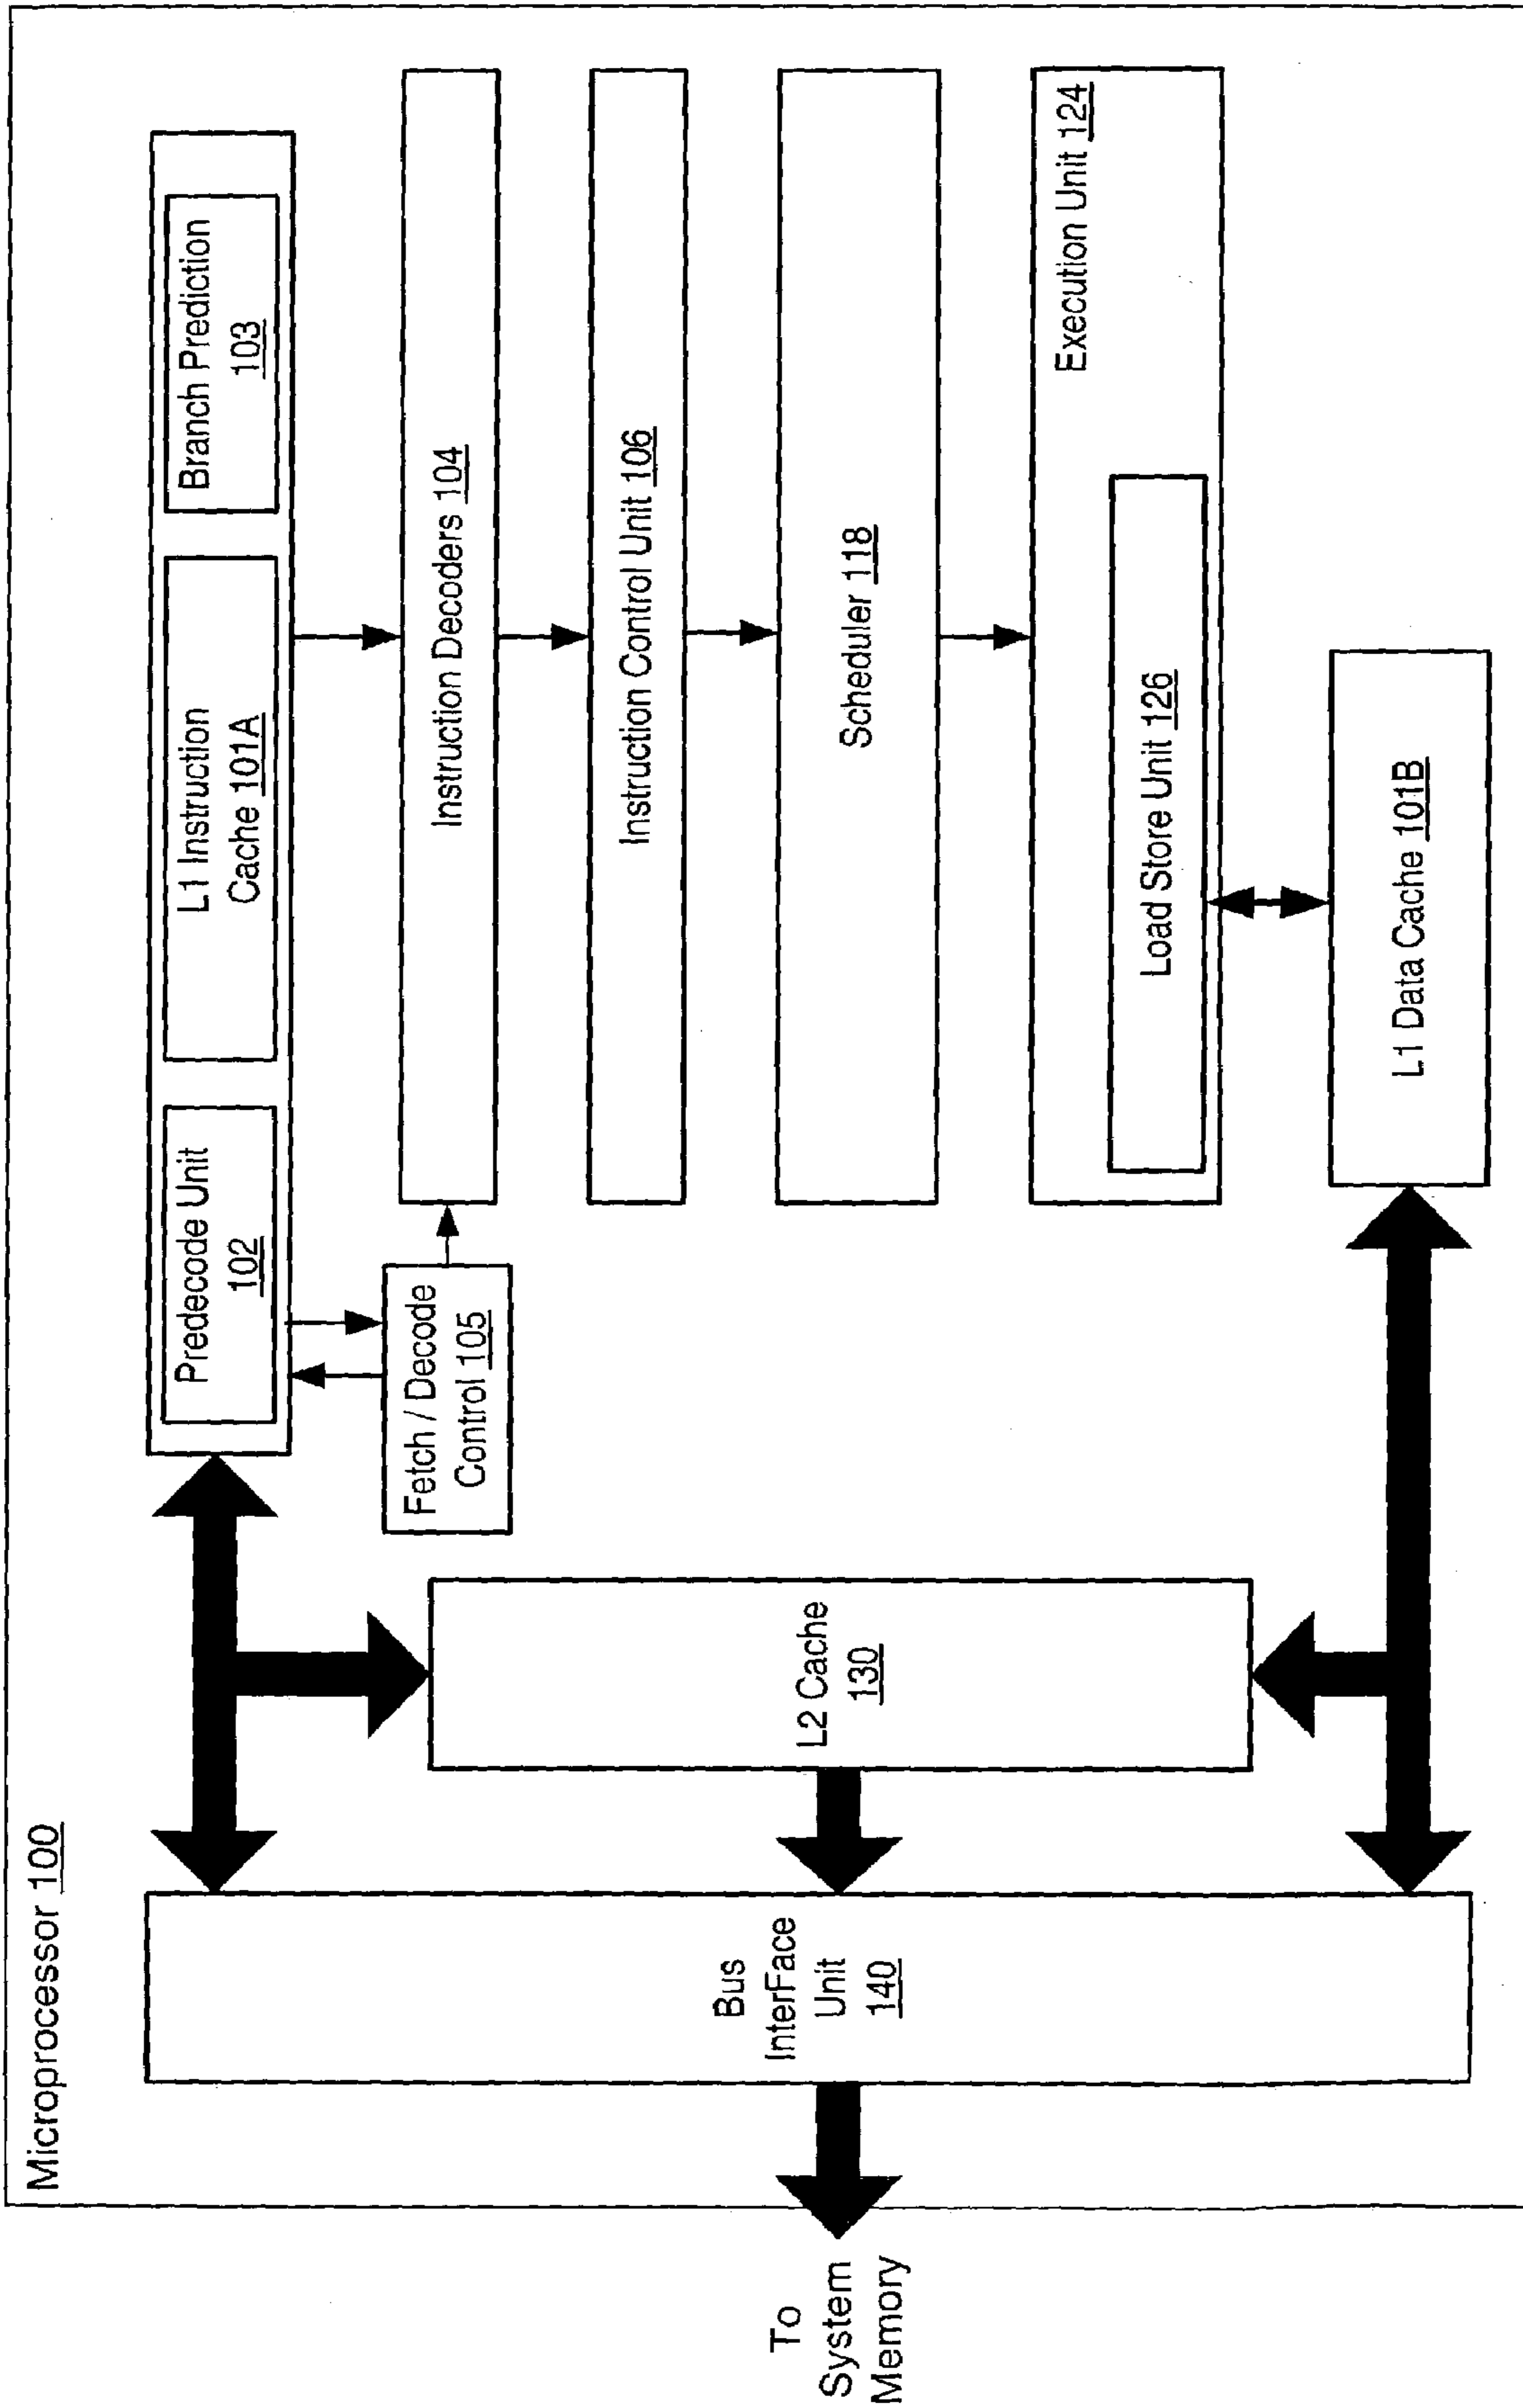 Microprocessor 100
Predecode Unit
102
L1 Instruction
Cache 101A
Branch Prediction
103
Fetch / Decode
Control 105
Instruction Decoders 104
Instruction Control Unit 106
Scheduler 118
Execution Unit 124
Load Store Unit 126
L1 Data Cache 101B
L2 Cache
130
Bus
InterFace
Unit
140
To
System
Memory